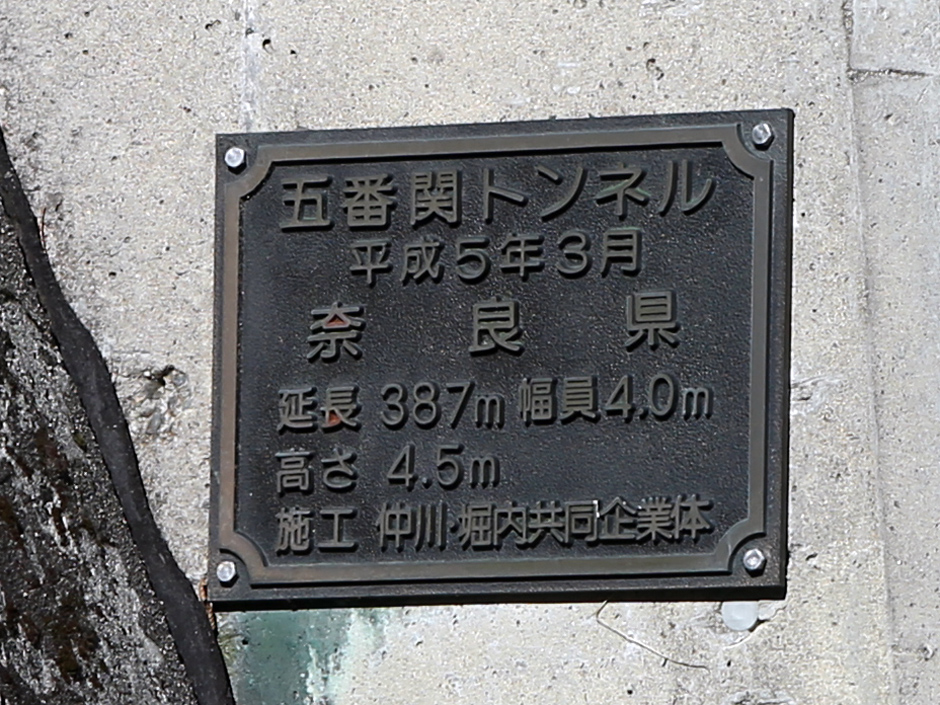 五番関トンネル
平成5年3月
奈良県
延長 387m 幅員4.0m
高さ 4.5m
施工 仲川・堀内共同企業体